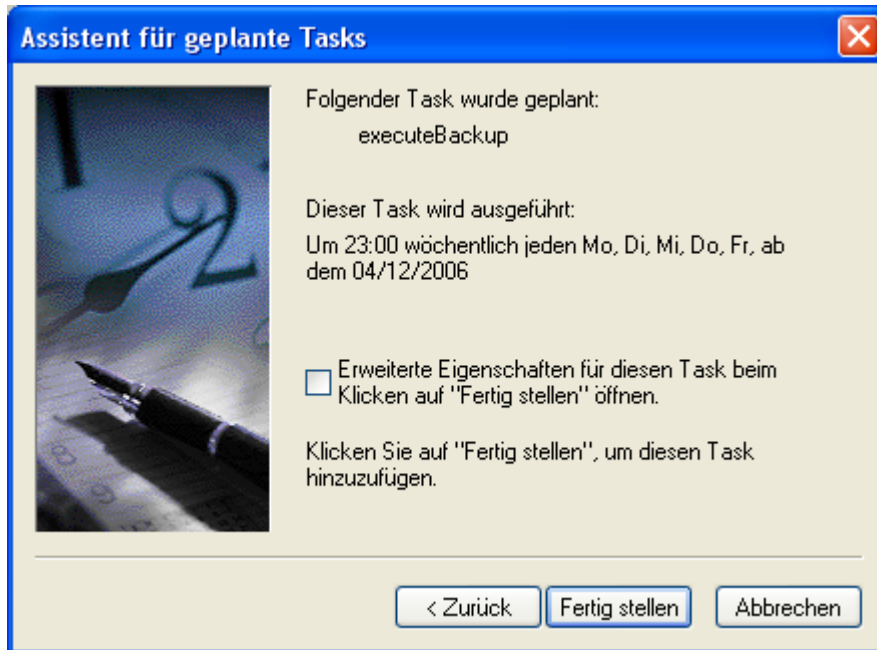 Assistent für geplante Tasks
Folgender Task wurde geplant:
executeBackup
Dieser Task wird ausgeführt:
Um 23:00 wöchentlich jeden Mo, Di, Mi, Do, Fr, ab
dem 04/12/2006
Erweiterte Eigenschaften für diesen Task beim
Klicken auf "Fertig stellen" öffnen.
Klicken Sie auf "Fertig stellen", um diesen Task
hinzuzufügen.
< Zurück
Fertig stellen
Abbrechen